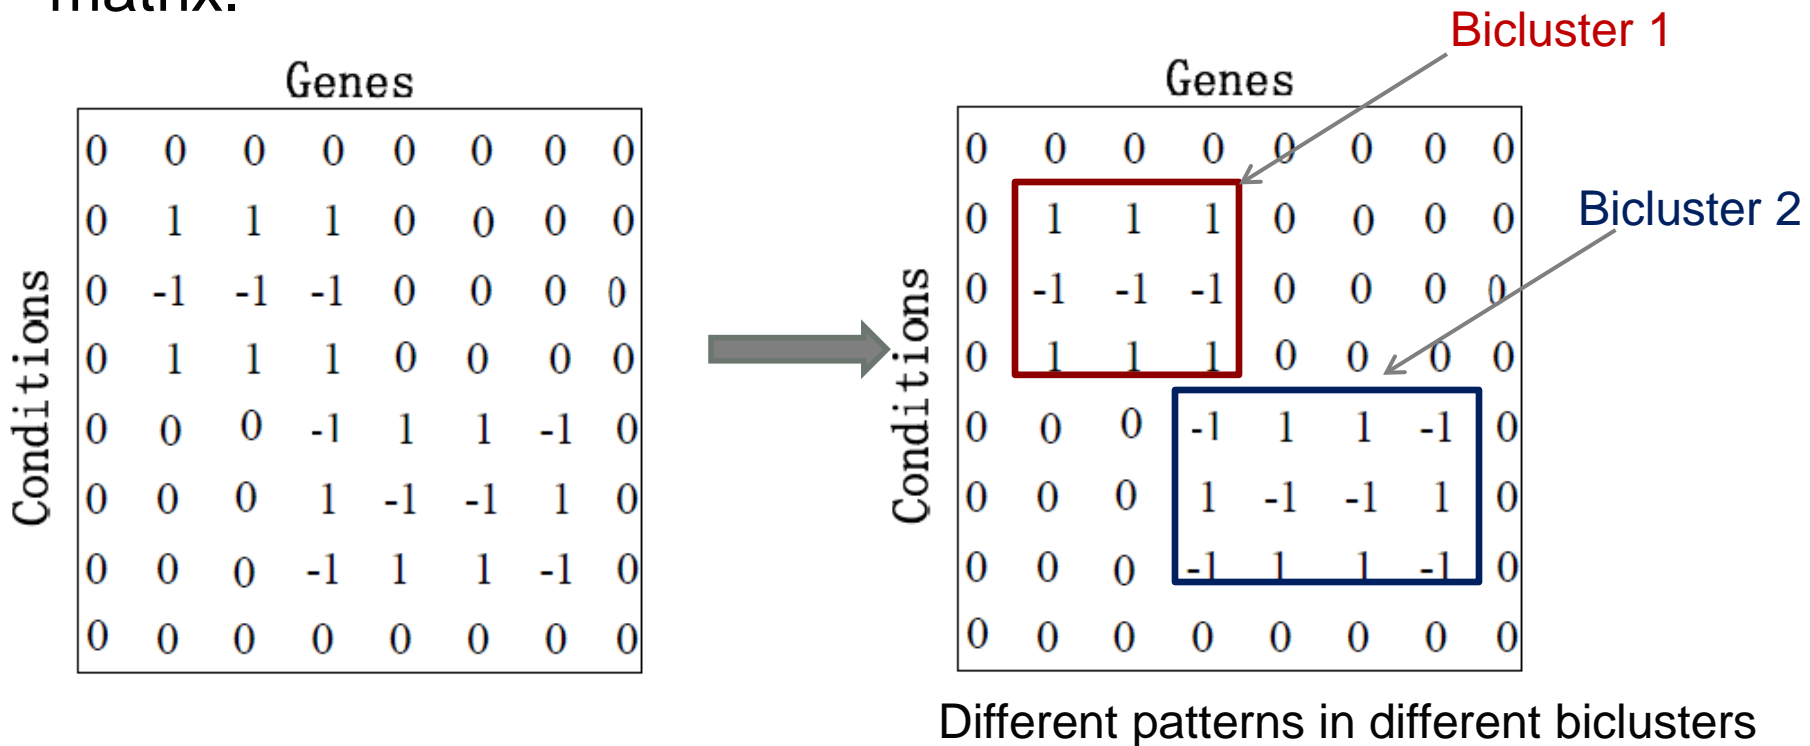 matrix.
Bicluster 1
Genes
Genes
Bicluster 2
Conditions
0 0 0 0 0 0 0 0
0 1 1 1 0 0 0 0
0 -1 -1 -1 0 0 0 0
0 1 1 1 0 0 0 0
0 0 0 -1 1 1 -1 0
0 0 0 1 -1 -1 1 0
0 0 0 -1 1 1 -1 0
0 0 0 0 0 0 0 0
Conditions
0 0 0 0 0 0 0 0
0 1 1 1 0 0 0 0
0 -1 -1 -1 0 0 0 0
0 1 1 1 0 0 0 0
0 0 0 -1 1 1 -1 0
0 0 0 1 -1 -1 1 0
0 0 0 -1 1 1 -1 0
0 0 0 0 0 0 0 0
Different patterns in different biclusters